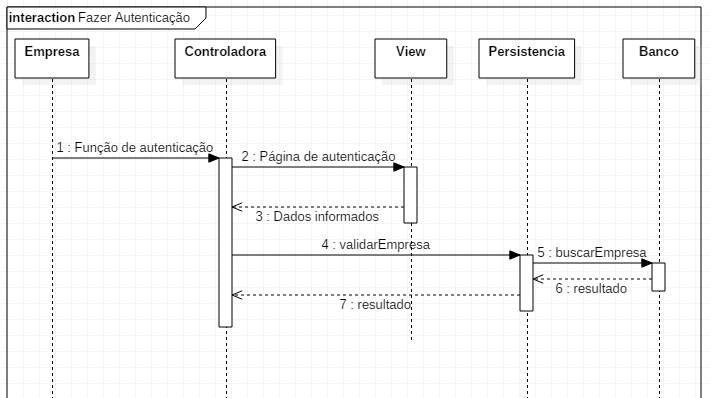 interaction Fazer Autenticação
Empresa
Controladora
View
Persistencia
Banco
1 : Função de autenticação
2 : Página de autenticação
3 : Dados informados
4 : validarEmpresa
5 : buscarEmpresa
6 : resultado
7 : resultado